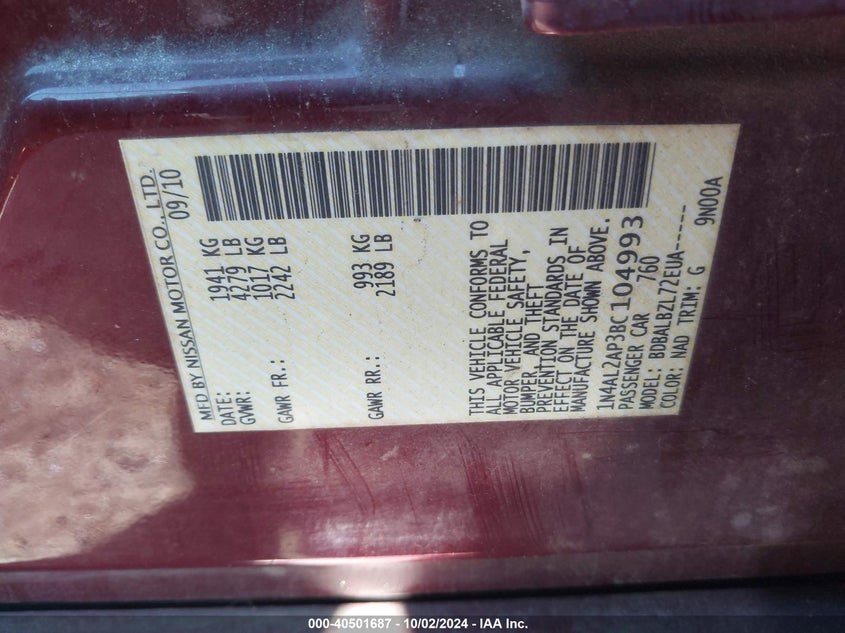 MFD BY NISSAN MOTOR CO., LTD.
DATE: 09/10
GVWR: 1941 KG
4279 LB
GAWR FR.: 1017 KG
2242 LB
GAWR RR.: 993 KG
2189 LB
THIS VEHICLE CONFORMS TO
ALL APPLICABLE FEDERAL
MOTOR VEHICLE SAFETY,
BUMPER, AND THEFT
PREVENTION STANDARDS IN
EFFECT ON THE DATE OF
MANUFACTURE SHOWN ABOVE.
1N4AL2AP3BC104993
PASSENGER CAR 760
MODEL: BDBALBZL72EUA------
COLOR: NAD TRIM: G 9N00A
000-40501687 - 10/02/2024 - IAA Inc.